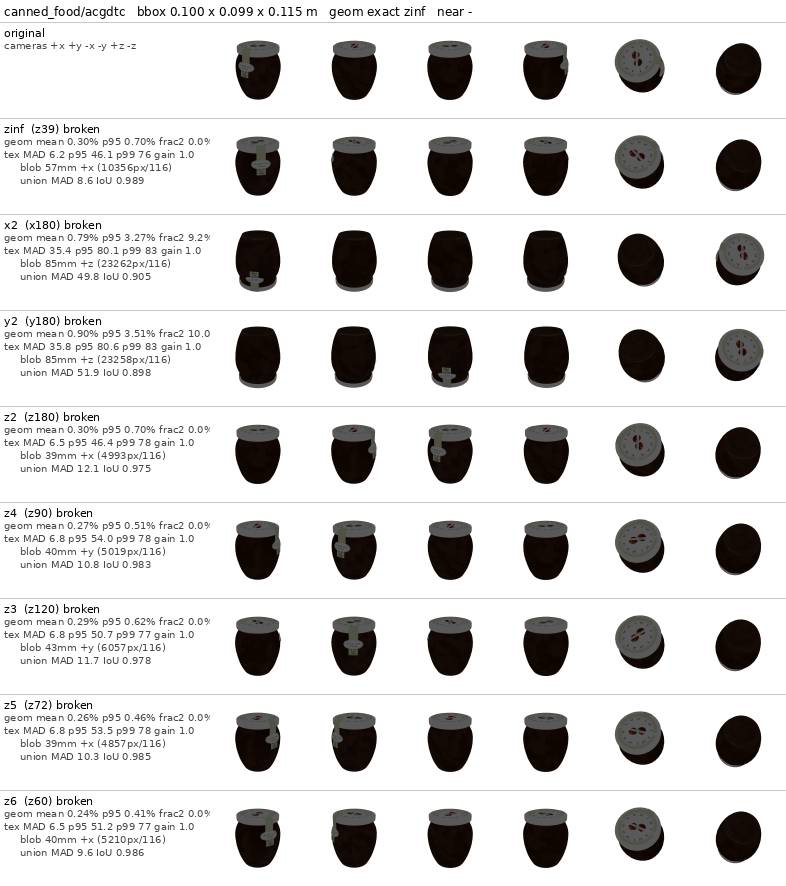 canned_food/acgdtc bbox 0.100 x 0.099 x 0.115 m geom exact zinf near -
original
cameras +x +y -x -y +z -z
zinf (z39) broken
geom mean 0.30% p95 0.70% frac2 0.0%
tex MAD 6.2 p95 46.1 p99 76 gain 1.0
blob 57mm +x (10356px/116)
union MAD 8.6 IoU 0.989
x2 (x180) broken
geom mean 0.79% p95 3.27% frac2 9.2%
tex MAD 35.4 p95 80.1 p99 83 gain 1.0
blob 85mm +z (23262px/116)
union MAD 49.8 IoU 0.905
y2 (y180) broken
geom mean 0.90% p95 3.51% frac2 10.0
tex MAD 35.8 p95 80.6 p99 83 gain 1.0
blob 85mm +z (23258px/116)
union MAD 51.9 IoU 0.898
z2 (z180) broken
geom mean 0.30% p95 0.70% frac2 0.0%
tex MAD 6.5 p95 46.4 p99 78 gain 1.0
blob 39mm +x (4993px/116)
union MAD 12.1 IoU 0.975
z4 (z90) broken
geom mean 0.27% p95 0.51% frac2 0.0%
tex MAD 6.8 p95 54.0 p99 78 gain 1.0
blob 40mm +y (5019px/116)
union MAD 10.8 IoU 0.983
z3 (z120) broken
geom mean 0.29% p95 0.62% frac2 0.0%
tex MAD 6.8 p95 50.7 p99 77 gain 1.0
blob 43mm +y (6057px/116)
union MAD 11.7 IoU 0.978
z5 (z72) broken
geom mean 0.26% p95 0.46% frac2 0.0%
tex MAD 6.8 p95 53.5 p99 78 gain 1.0
blob 39mm +x (4857px/116)
union MAD 10.3 IoU 0.985
z6 (z60) broken
geom mean 0.24% p95 0.41% frac2 0.0%
tex MAD 6.5 p95 51.2 p99 77 gain 1.0
blob 40mm +x (5210px/116)
union MAD 9.6 IoU 0.986